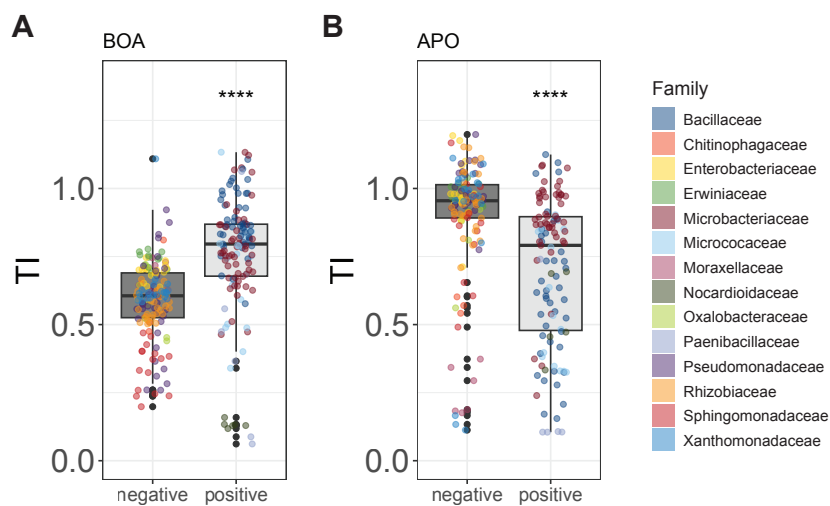 A
BOA
TI
1.0
0.5
0.0
****
negative
positive
B
APO
TI
1.0
0.5
0.0
****
negative
positive
Family
Bacillaceae
Chitinophagaceae
Enterobacteriaceae
Erwiniaceae
Microbacteriaceae
Micrococaceae
Moraxellaceae
Nocardioidaceae
Oxalobacteraceae
Paenibacillaceae
Pseudomonadaceae
Rhizobiaceae
Sphingomonadaceae
Xanthomonadaceae